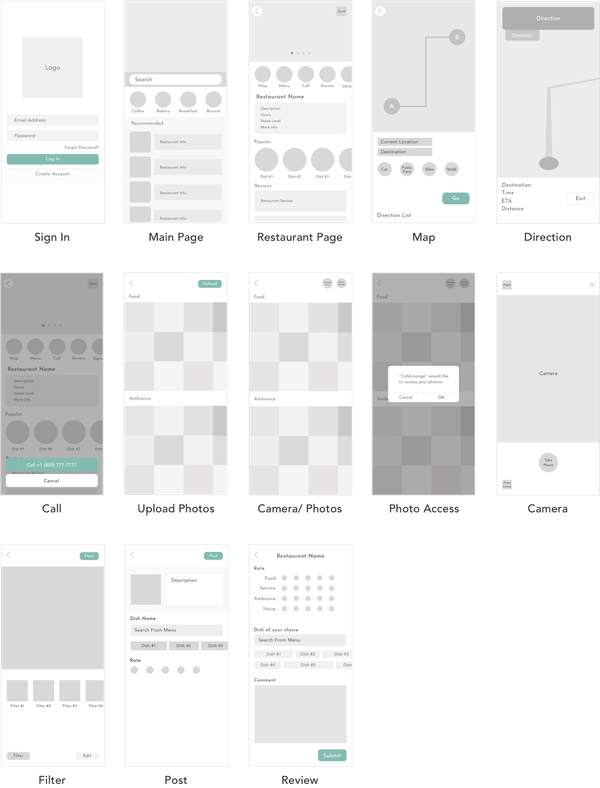 Logo
Email Address
Password
Forgot Password?
Log In
Create Account
Sign In
Search
Coffee Bakery Breakfast Brunch
Recommended
Restaurant Info
Restaurant Info
Restaurant Info
Restaurant Info
Main Page
Save
Map Menu Call Review
Restaurant Name
Description
Hours
Noise Level
More Info
Popular
Dish #1 Dish #2 Dish #3
Reviews
Restaurant Review
Restaurant Page
B
A
Current Location
Destination
Car Public Trans Bike Walk
Go
Direction List
Map
Direction
Direction
Destination
Time
ETA
Distance
Exit
Direction
Map Menu Call Review
Restaurant Name
Description
Hours
Noise Level
More Info
Popular
Dish #1 Dish #2 Dish #3
Call +1 (800) 777-7777
Cancel
Call
Upload
Food
Ambiance
Upload Photos
Food
Ambiance
Camera/ Photos
Food
"CafeLounge" would like
to access your photos
Cancel OK
Photo Access
Flash
Camera
Take
Photo
Camera
Next
Filter #1 Filter #2 Filter #3 Filter #4
Filter Edit
Filter
Post
Description
Dish Name
Search From Menu
Dish #1 Dish #2 Dish #3
Rate
Post
Restaurant Name
Rate
Food
Service
Ambiance
Noise
Dish of your choice
Search From Menu
Dish #1 Dish #2 Dish #3
Dish #4 Dish #5 Dish
Comment
Submit
Review